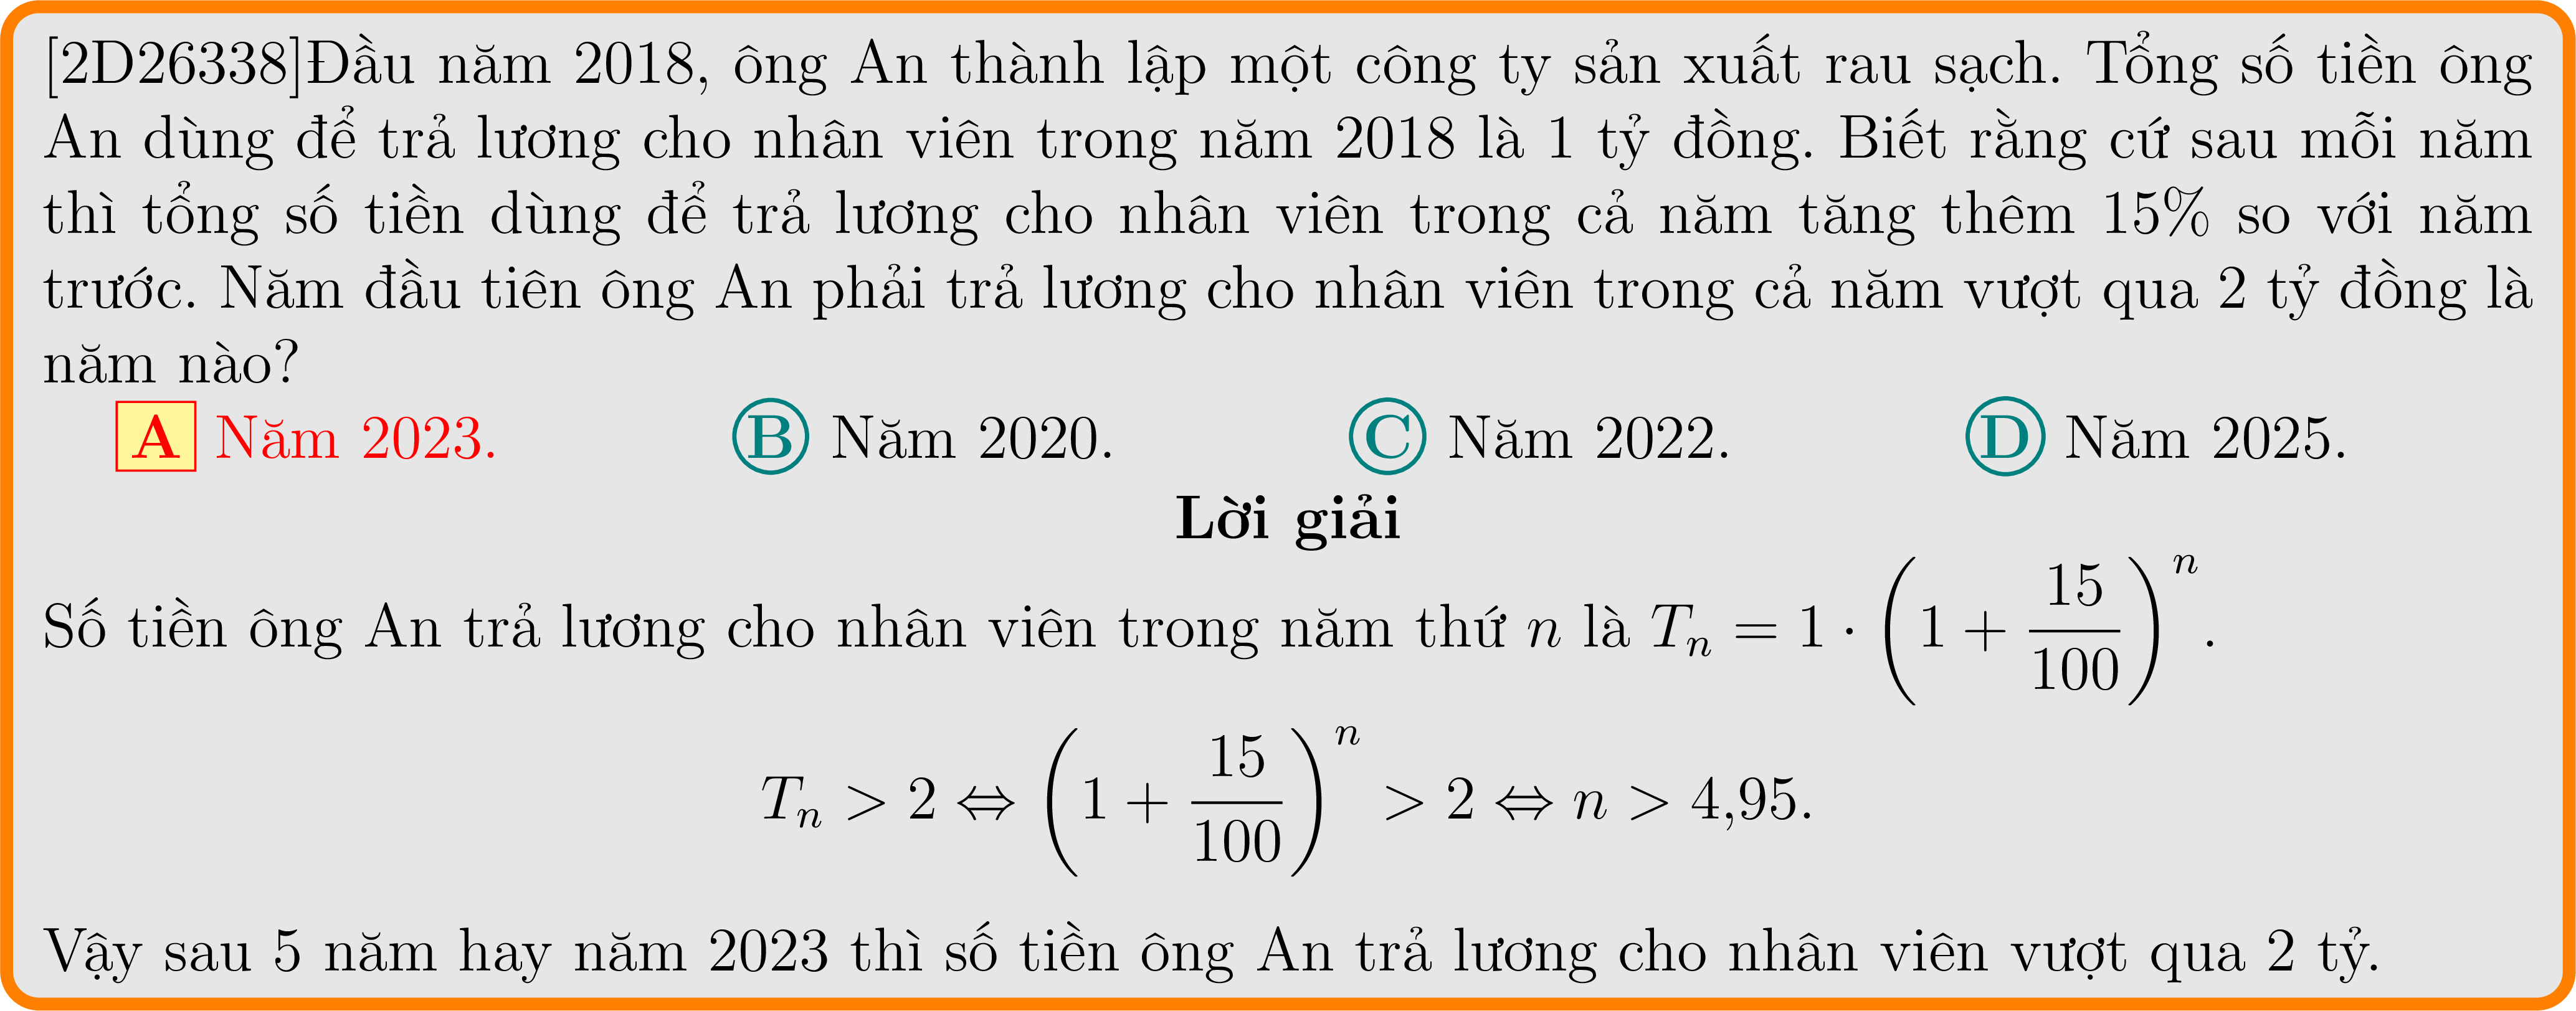 [2D26338]Đầu năm 2018, ông An thành lập một công ty sản xuất rau sạch. Tổng số tiền ông
An dùng để trả lương cho nhân viên trong năm 2018 là 1 tỷ đồng. Biết rằng cứ sau mỗi năm
thì tổng số tiền dùng để trả lương cho nhân viên trong cả năm tăng thêm 15% so với năm
trước. Năm đầu tiên ông An phải trả lương cho nhân viên trong cả năm vượt qua 2 tỷ đồng là
năm nào?
A Năm 2023. B Năm 2020. C Năm 2022. D Năm 2025.
Lời giải
Số tiền ông An trả lương cho nhân viên trong năm thứ n là $T_n = 1 \cdot \left(1 + \frac{15}{100}\right)^n$.
$T_n > 2 \Leftrightarrow \left(1 + \frac{15}{100}\right)^n > 2 \Leftrightarrow n > 4,95.$
Vậy sau 5 năm hay năm 2023 thì số tiền ông An trả lương cho nhân viên vượt qua 2 tỷ.